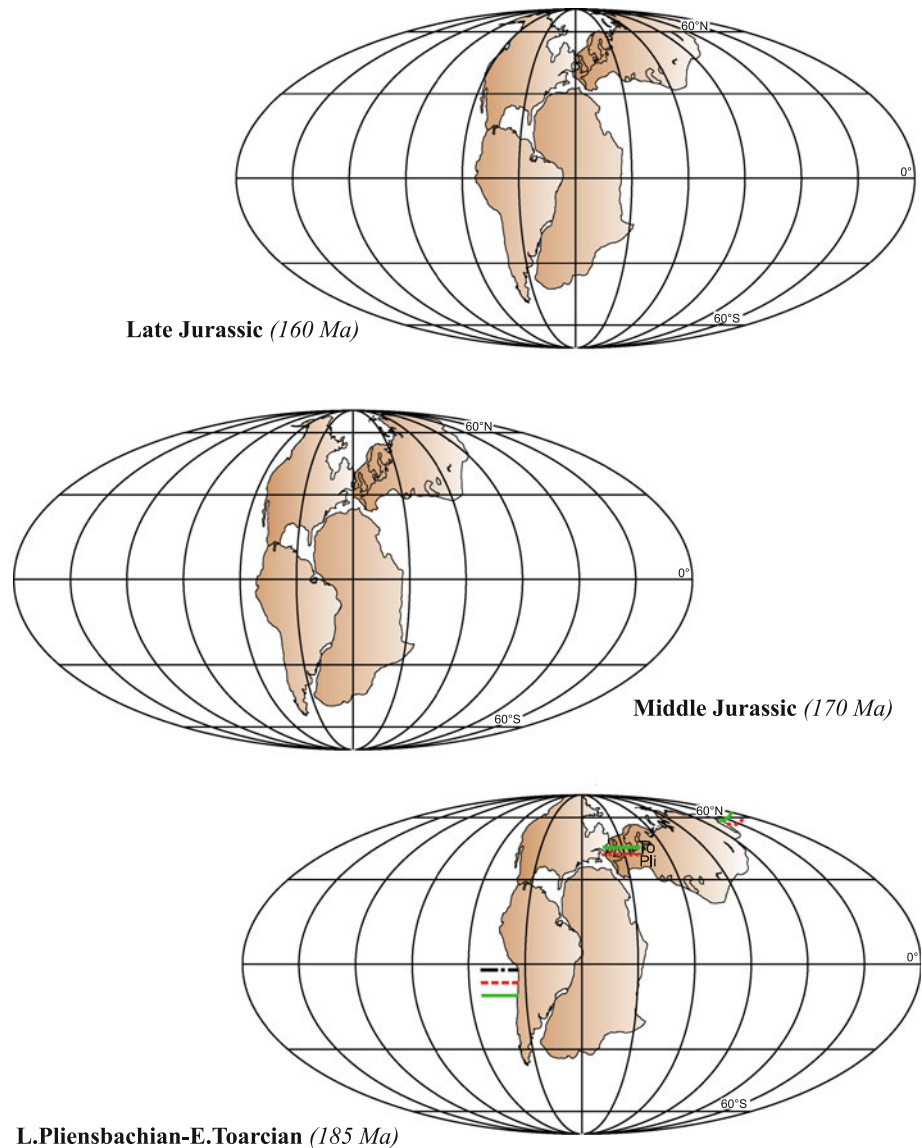 60°N
0°
60°S
Late Jurassic (160 Ma)
60°N
0°
60°S
Middle Jurassic (170 Ma)
60°N
To
Pli
0°
60°S
L.Pliensbachian-E.Toarcian (185 Ma)